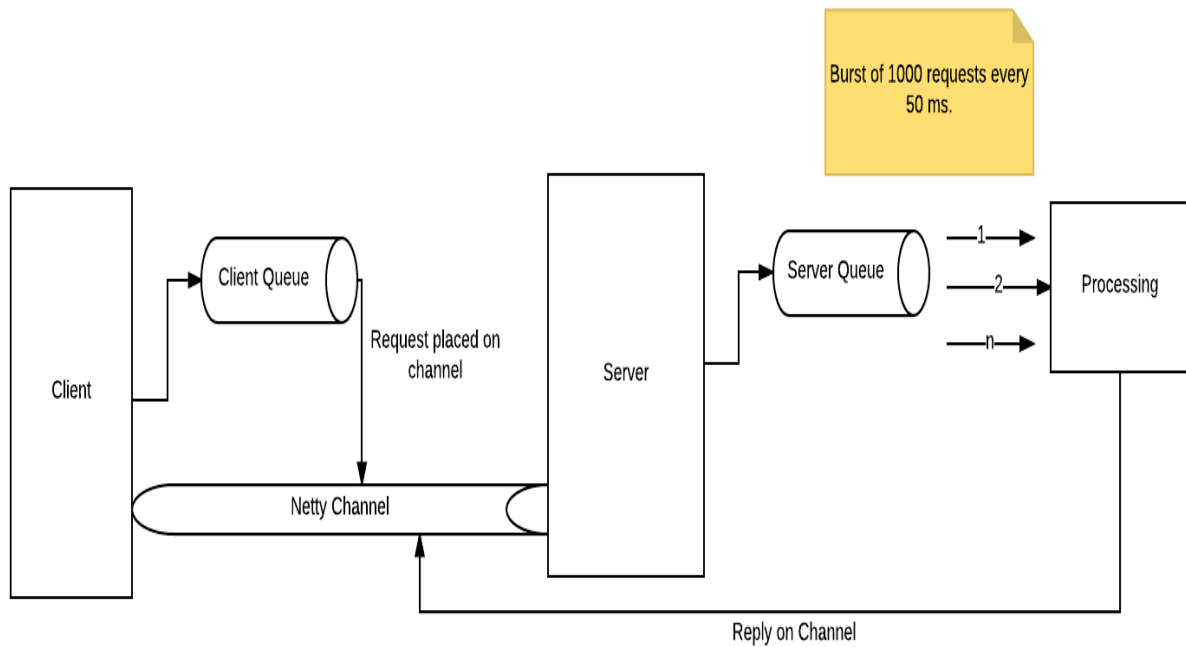 Burst of 1000 requests every
50 ms.
Client Queue
Server Queue
1
2
n
Processing
Request placed on
channel
Client
Server
Netty Channel
Reply on Channel